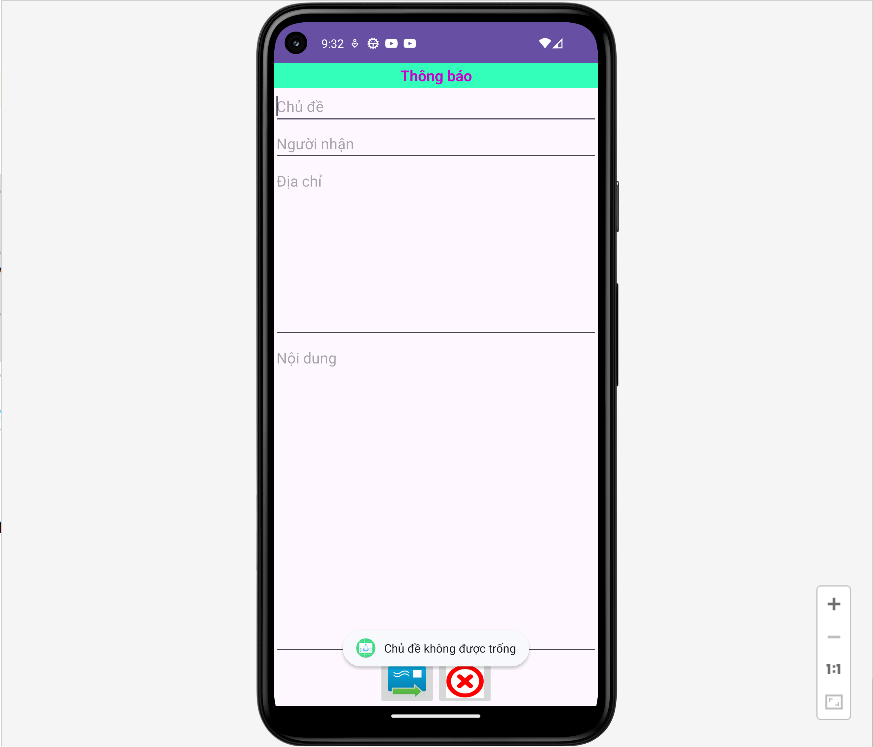 9:32
Thông báo
Chủ đề
Người nhận
Địa chỉ
Nội dung
Chủ đề không được trống
1:1